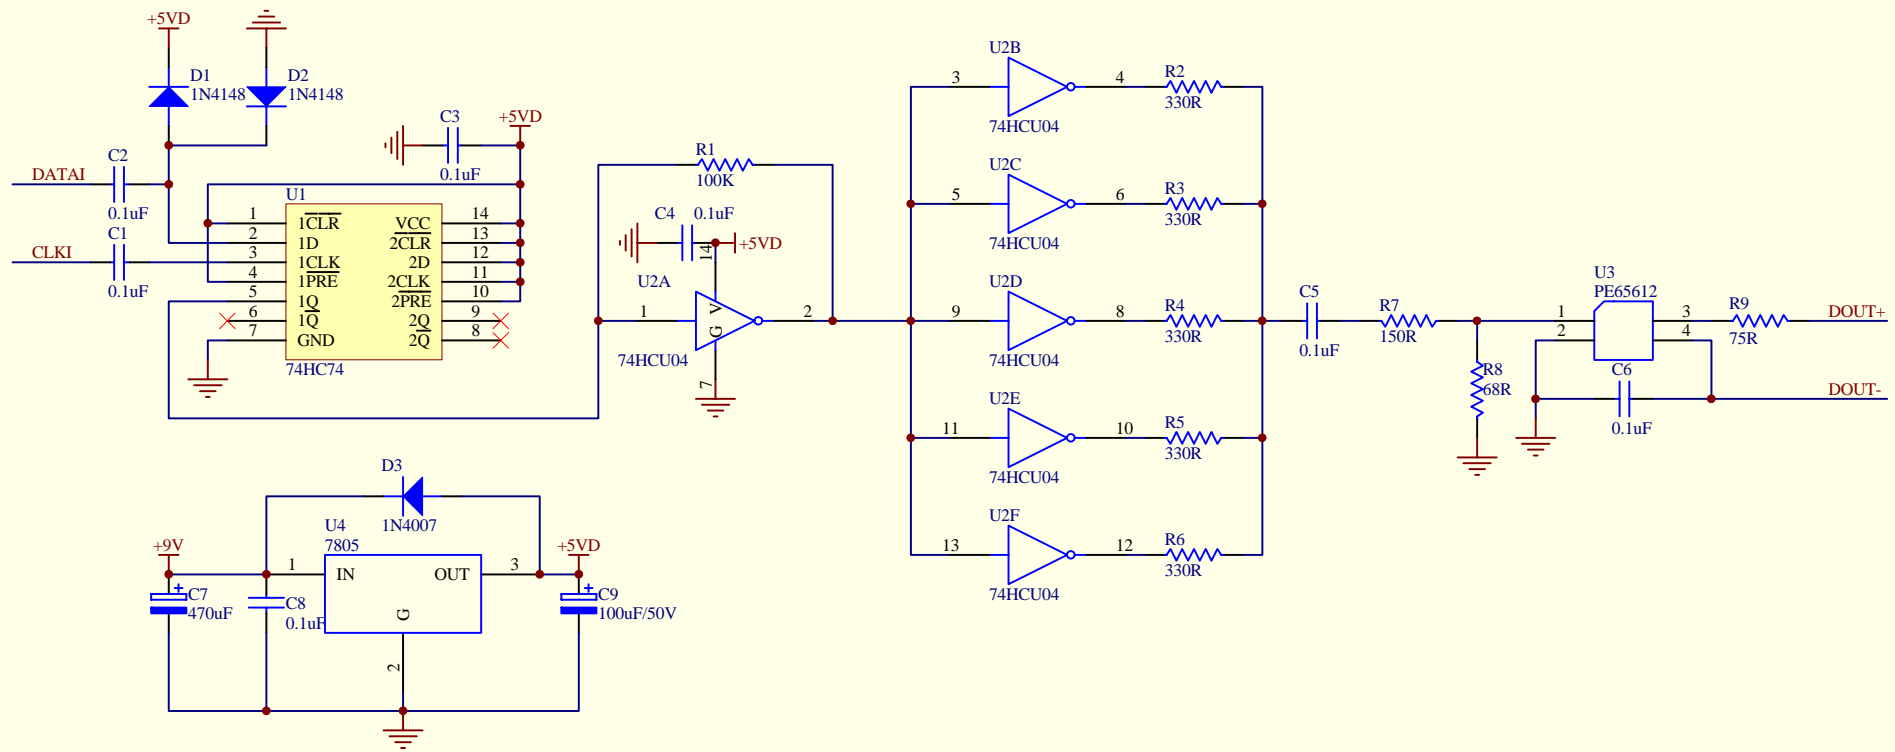 +5VD
D1
1N4148
D2
1N4148
C3
0.1uF
+5VD
DATAI
C2
0.1uF
CLKI
C1
0.1uF
U1
1 1CLR VCC 14
2 1D 2CLR 13
3 1CLK 2D 12
4 1PRE 2CLK 11
5 1Q 2PRE 10
6 1Q 2Q 9
7 GND 2Q 8
74HC74
R1
100K
C4 0.1uF
+5VD
14
U2A
1 V G 2
74HCU04
7
U2B
3 4
74HCU04
R2
330R
U2C
5 6
74HCU04
R3
330R
U2D
9 8
74HCU04
R4
330R
U2E
11 10
74HCU04
R5
330R
U2F
13 12
74HCU04
R6
330R
C5
0.1uF
R7
150R
R8
68R
U3
PE65612
1 3
2 4
R9
75R
DOUT+
C6
0.1uF
DOUT-
D3
1N4007
U4
7805
+9V
1 IN OUT 3
G
2
+5VD
C7
470uF
C8
0.1uF
C9
100uF/50V